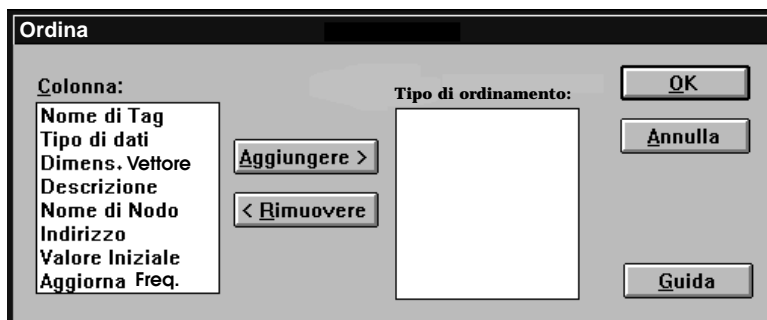 Ordina
Colonna:
Nome di Tag
Tipo di dati
Dimens. Vettore
Descrizione
Nome di Nodo
Indirizzo
Valore Iniziale
Aggiorna Freq.
Aggiungere >
< Rimuovere
Tipo di ordinamento:
OK
Annulla
Guida